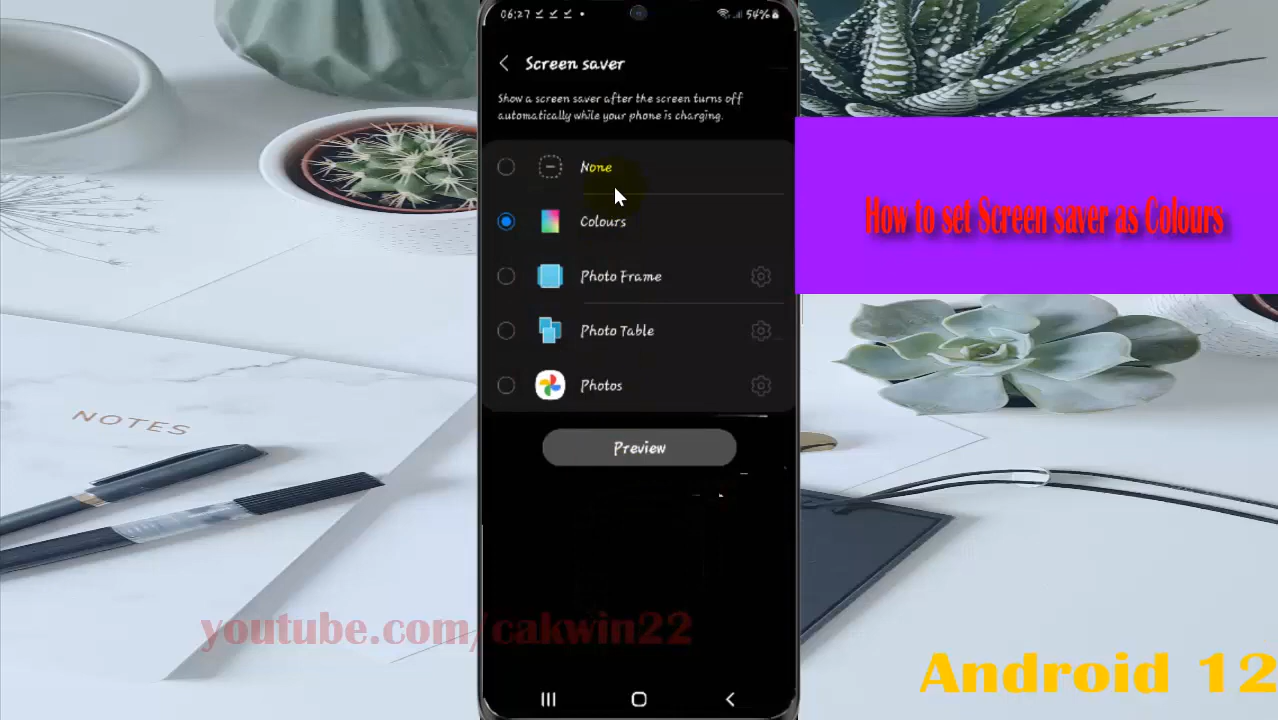 06:27
54%
Screen saver
Show a screen saver after the screen turns off
automatically while your phone is charging.
None
Colours
Photo Frame
Photo Table
Photos
Preview
How to set Screen saver as Colours
NOTES
youtube.com/cakwin22
Android 12